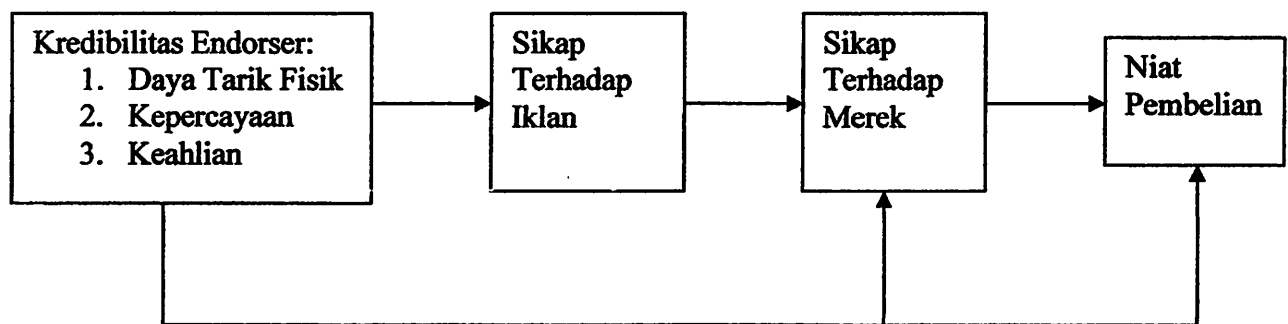 Kredibilitas Endorser:
1. Daya Tarik Fisik
2. Kepercayaan
3. Keahlian
Sikap
Terhadap
Iklan
Sikap
Terhadap
Merek
Niat
Pembelian